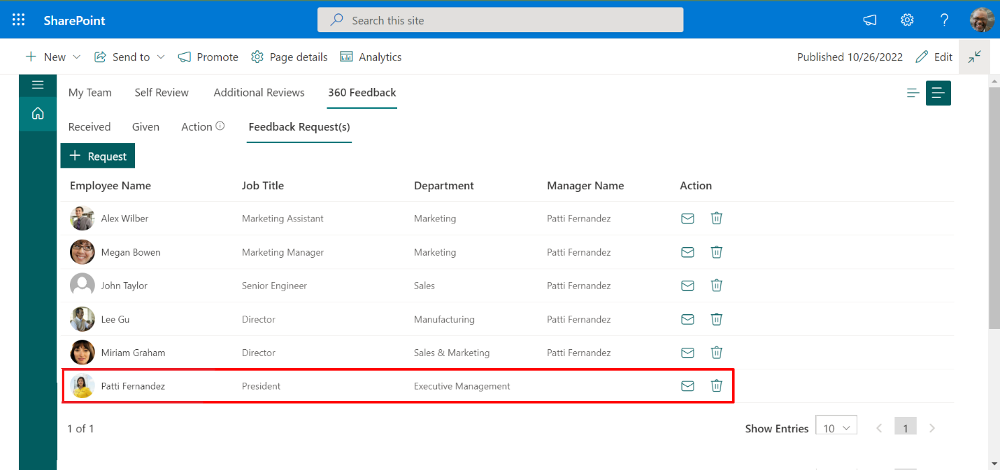 SharePoint Search this site
New Send to Promote Page details Analytics Published 10/26/2022 Edit
My Team Self Review Additional Reviews 360 Feedback
Received Given Action Feedback Request(s)
+ Request
Employee Name Job Title Department Manager Name Action
Alex Wilber Marketing Assistant Marketing Patti Fernandez
Megan Bowen Marketing Manager Marketing Patti Fernandez
John Taylor Senior Engineer Sales Patti Fernandez
Lee Gu Director Manufacturing Patti Fernandez
Miriam Graham Director Sales & Marketing Patti Fernandez
Patti Fernandez President Executive Management
1 of 1 Show Entries 10 1